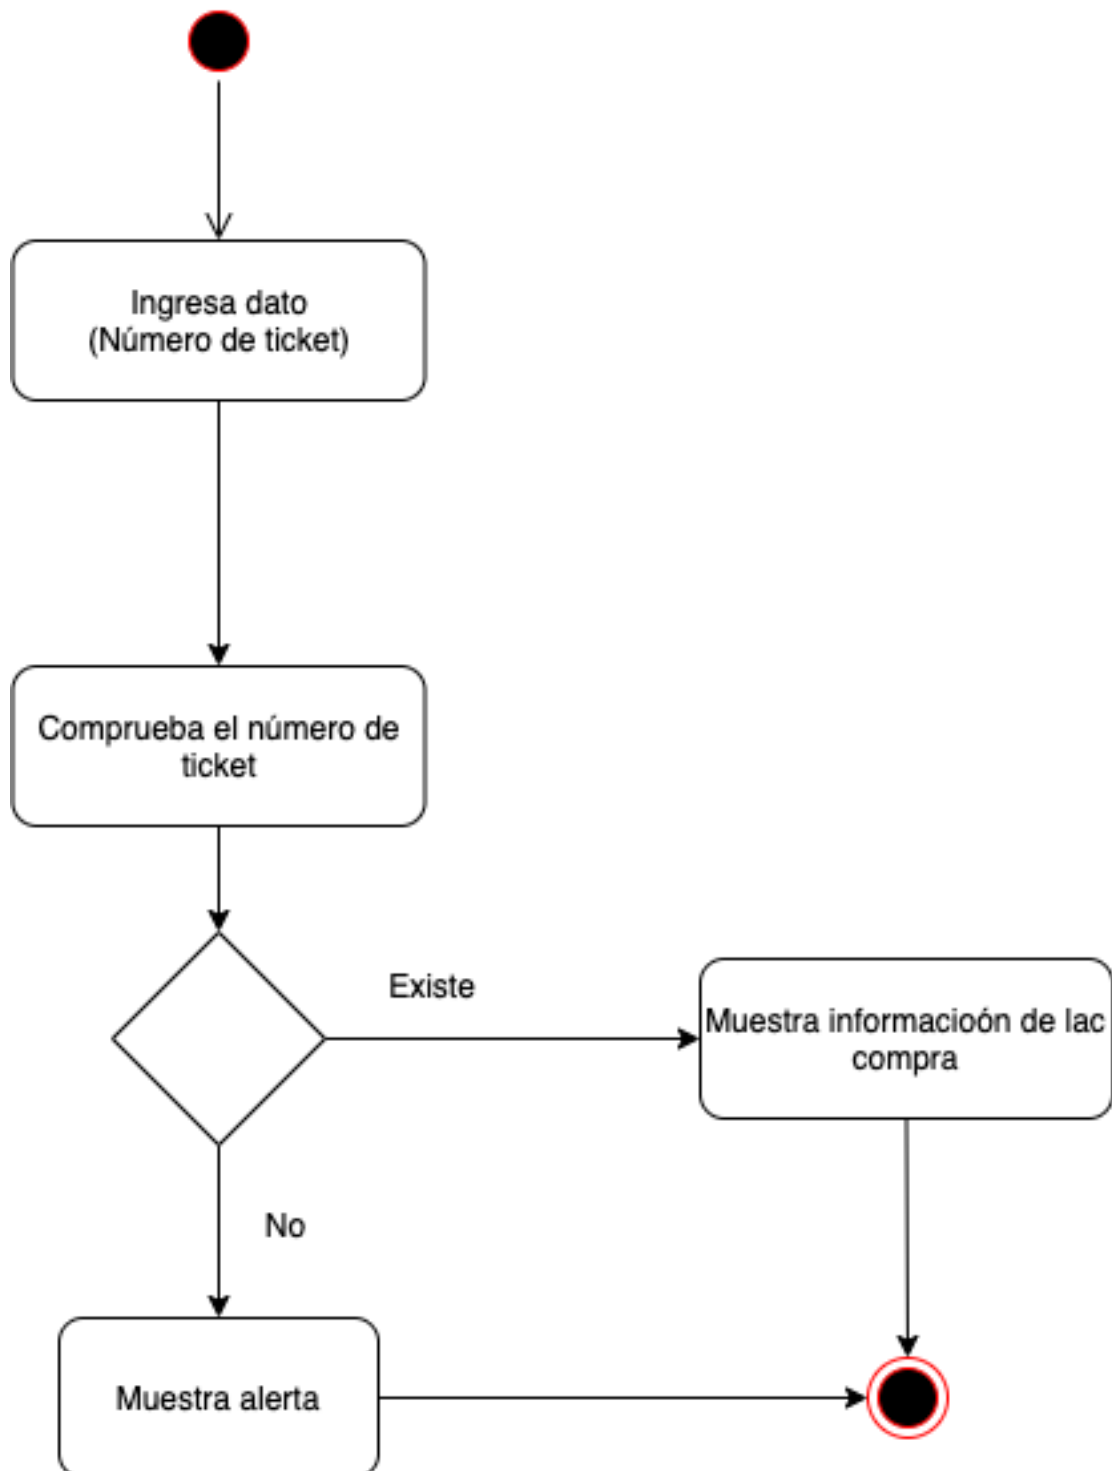 Ingresa dato
(Número de ticket)
Comprueba el número de
ticket
Existe
Muestra informacioón de lac
compra
No
Muestra alerta